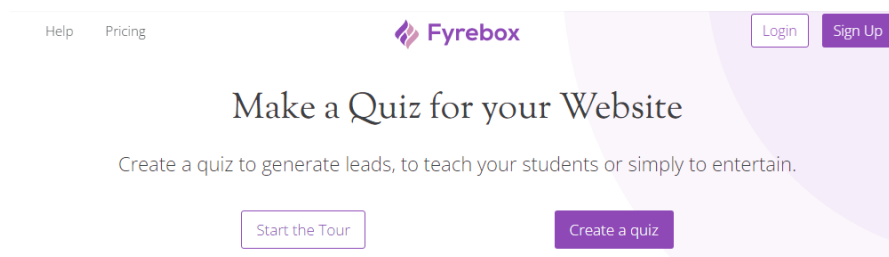 Help Pricing Fyrebox Login Sign Up
Make a Quiz for your Website
Create a quiz to generate leads, to teach your students or simply to entertain.
Start the Tour Create a quiz